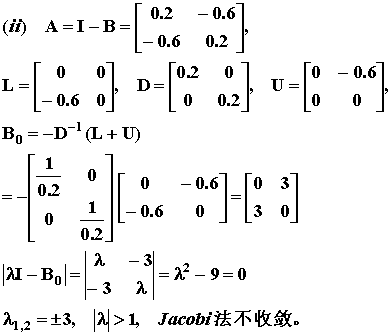 (ii) A = I − B = [0.2 −0.6; −0.6 0.2],
L = [0 0; −0.6 0], D = [0.2 0; 0 0.2], U = [0 −0.6; 0 0],
B₀ = −D⁻¹(L + U)
= −[1/0.2 0; 0 1/0.2][0 −0.6; −0.6 0] = [0 3; 3 0]
|λI − B₀| = |λ −3; −3 λ| = λ² − 9 = 0
λ₁,₂ = ±3, |λ| > 1, Jacobi法不收敛。